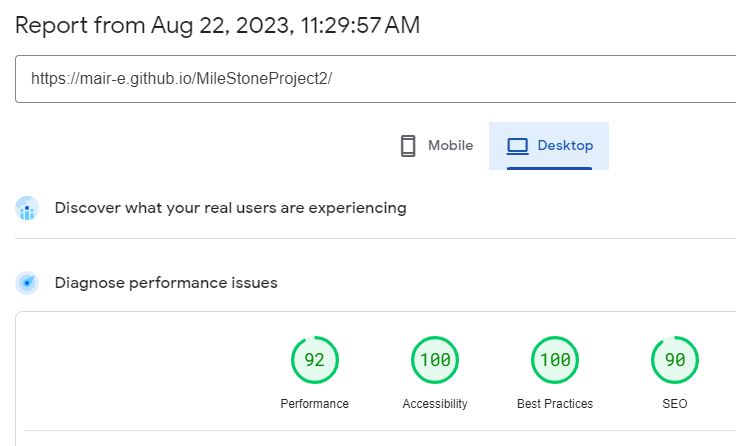 Report from Aug 22, 2023, 11:29:57 AM
https://mair-e.github.io/MileStoneProject2/
Mobile
Desktop
Discover what your real users are experiencing
Diagnose performance issues
92
100
100
90
Performance
Accessibility
Best Practices
SEO